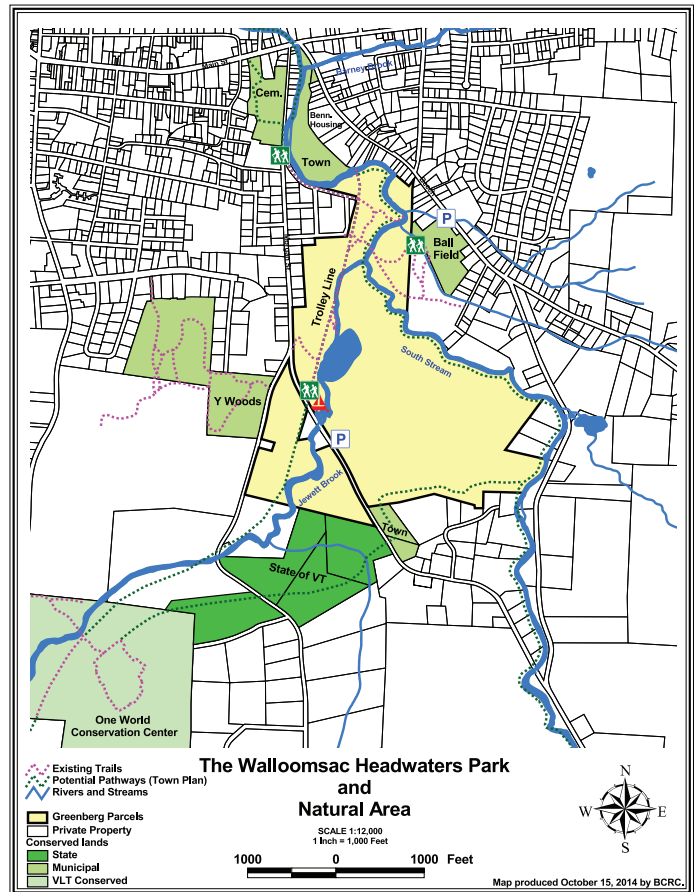 Main St
Barney Brook
Cem.
Benn.
Housing
Town
P
Ball
Field
Trolley Line
South Stream
Y Woods
P
Jewett Brook
Town
State of VT
One World
Conservation Center
Existing Trails
Potential Pathways (Town Plan)
Rivers and Streams
Greenberg Parcels
Private Property
Conserved lands
State
Municipal
VLT Conserved
The Walloomsac Headwaters Park
and
Natural Area
SCALE 1:12,000
1 Inch = 1,000 Feet
1000 0 1000 Feet
N
W E
S
Map produced October 15, 2014 by BCRC.